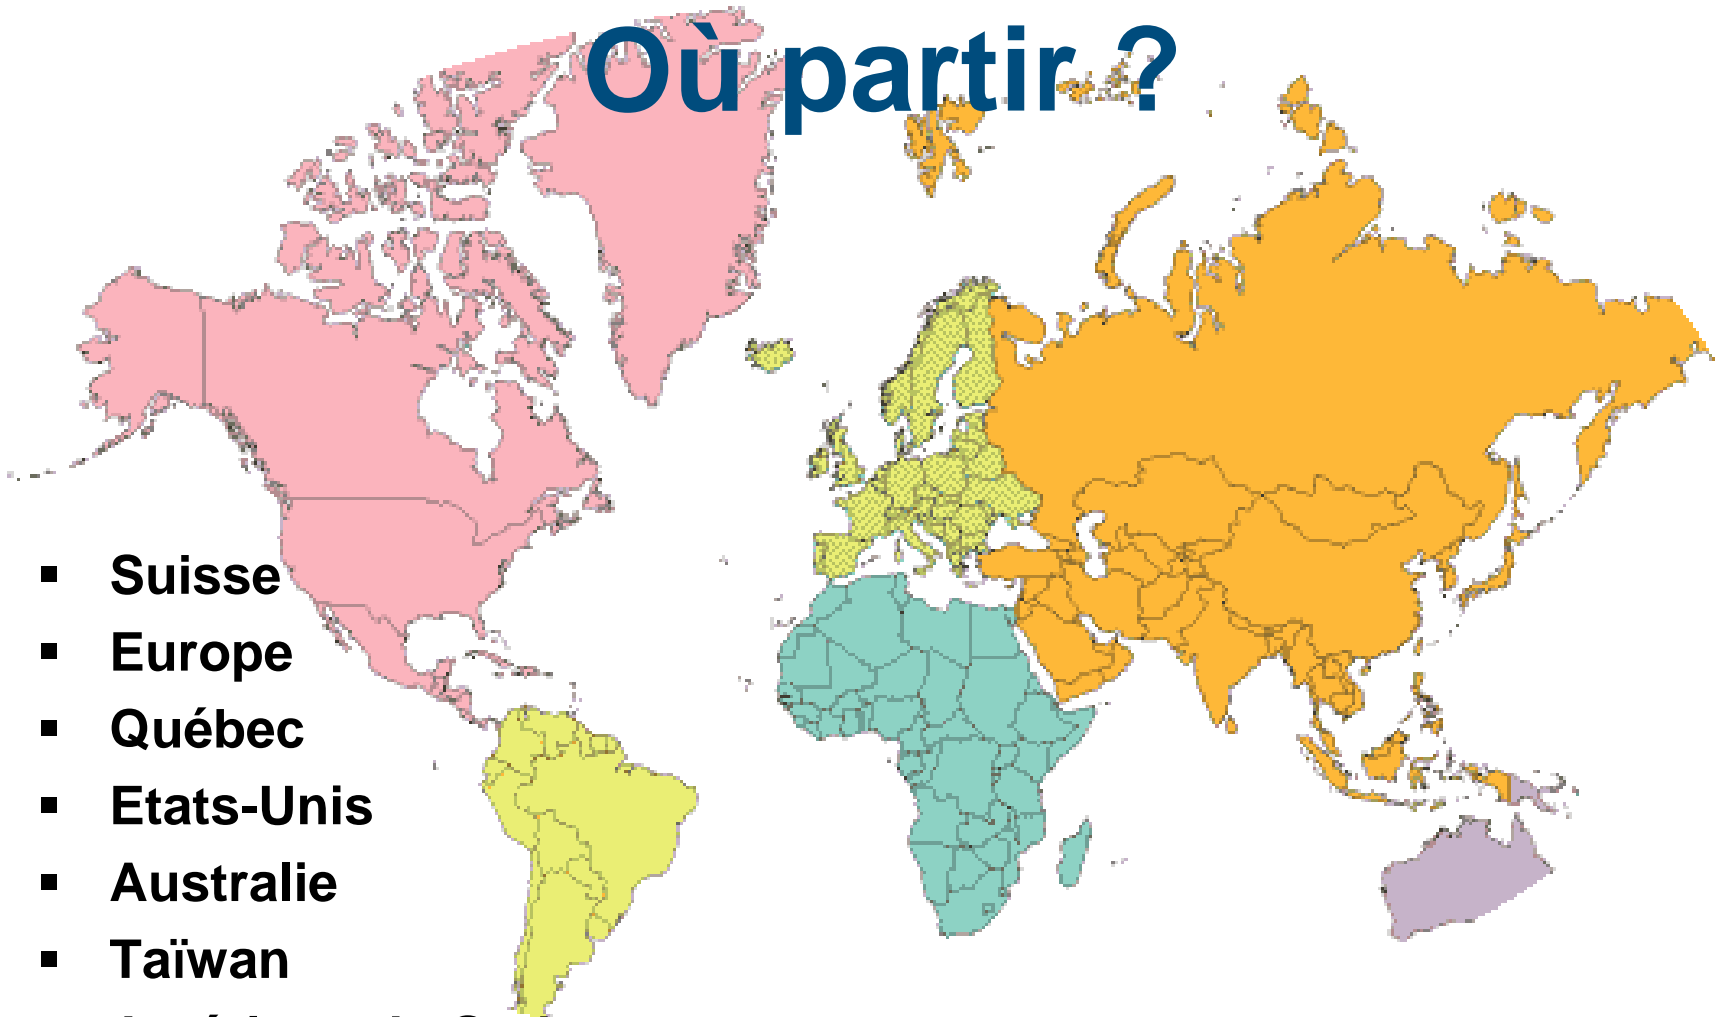 Où partir ?
▪ Suisse
▪ Europe
▪ Québec
▪ Etats-Unis
▪ Australie
▪ Taïwan